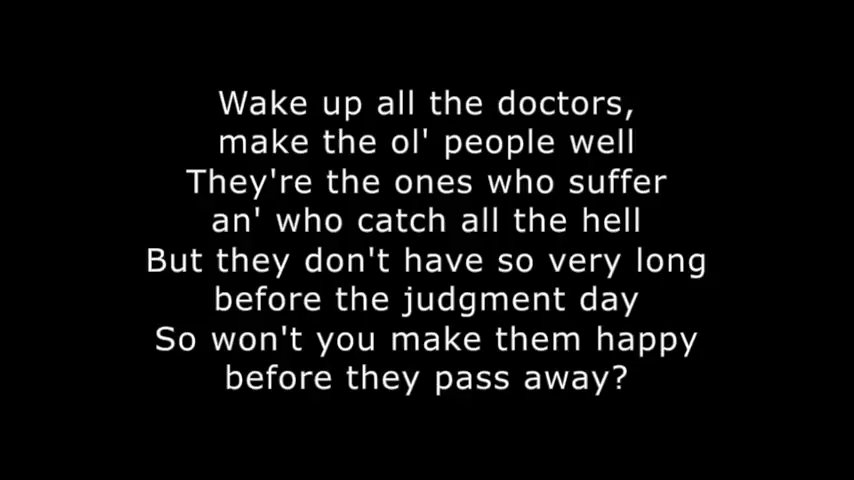 Wake up all the doctors,
make the ol' people well
They're the ones who suffer
an' who catch all the hell
But they don't have so very long
before the judgment day
So won't you make them happy
before they pass away?